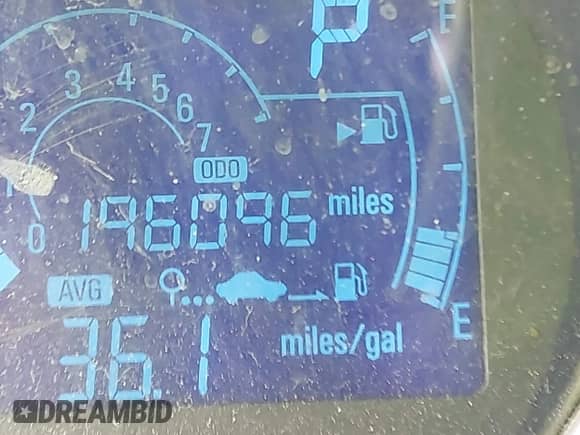 P
F
4
3
5
2
6
1
7
ODO
0
196096 miles
AVG
E
36.1 miles/gal
DREAMBID